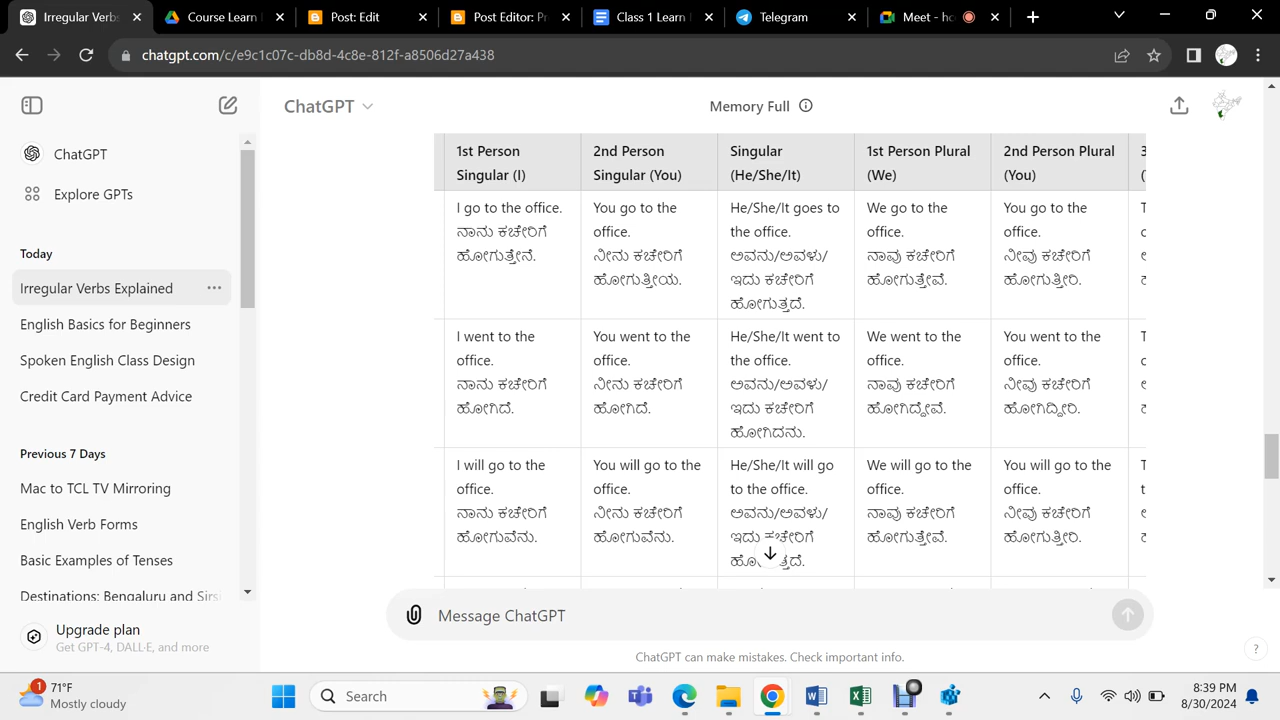 Irregular Verbs
Course Learn
Post: Edit
Post Editor: P
Class 1 Learn
Telegram
Meet - ho
chatgpt.com/c/e9c1c07c-db8d-4c8e-812f-a8506d27a438
ChatGPT
Memory Full
ChatGPT
Explore GPTs
Today
Irregular Verbs Explained
English Basics for Beginners
Spoken English Class Design
Credit Card Payment Advice
Previous 7 Days
Mac to TCL TV Mirroring
English Verb Forms
Basic Examples of Tenses
Destinations: Bengaluru and Sirsi
Upgrade plan
Get GPT-4, DALL·E, and more
1st Person
Singular (I)
2nd Person
Singular (You)
Singular
(He/She/It)
1st Person Plural
(We)
2nd Person Plural
(You)
I go to the office.
ನಾನು ಕಚೇರಿಗೆ
ಹೋಗುತ್ತೇನೆ.
You go to the
office.
ನೀನು ಕಚೇರಿಗೆ
ಹೋಗುತ್ತೀಯ.
He/She/It goes to
the office.
ಅವನು/ಅವಳು/
ಇದು ಕಚೇರಿಗೆ
ಹೋಗುತ್ತದೆ.
We go to the
office.
ನಾವು ಕಚೇರಿಗೆ
ಹೋಗುತ್ತೇವೆ.
You go to the
office.
ನೀವು ಕಚೇರಿಗೆ
ಹೋಗುತ್ತೀರಿ.
I went to the
office.
ನಾನು ಕಚೇರಿಗೆ
ಹೋಗಿದೆ.
You went to the
office.
ನೀನು ಕಚೇರಿಗೆ
ಹೋಗಿದೆ.
He/She/It went to
the office.
ಅವನು/ಅವಳು/
ಇದು ಕಚೇರಿಗೆ
ಹೋಗಿದನು.
We went to the
office.
ನಾವು ಕಚೇರಿಗೆ
ಹೋಗಿದ್ದೇವೆ.
You went to the
office.
ನೀವು ಕಚೇರಿಗೆ
ಹೋಗಿದ್ದೀರಿ.
I will go to the
office.
ನಾನು ಕಚೇರಿಗೆ
ಹೋಗುವೆನು.
You will go to the
office.
ನೀನು ಕಚೇರಿಗೆ
ಹೋಗುವೆನು.
He/She/It will go
to the office.
ಅವನು/ಅವಳು/
ಇದು ಕಚೇರಿಗೆ
We will go to the
office.
ನಾವು ಕಚೇರಿಗೆ
ಹೋಗುತ್ತೇವೆ.
You will go to the
office.
ನೀವು ಕಚೇರಿಗೆ
ಹೋಗುತ್ತೀರಿ.
Message ChatGPT
ChatGPT can make mistakes. Check important info.
?
1
71°F
Mostly cloudy
Search
8:39 PM
8/30/2024